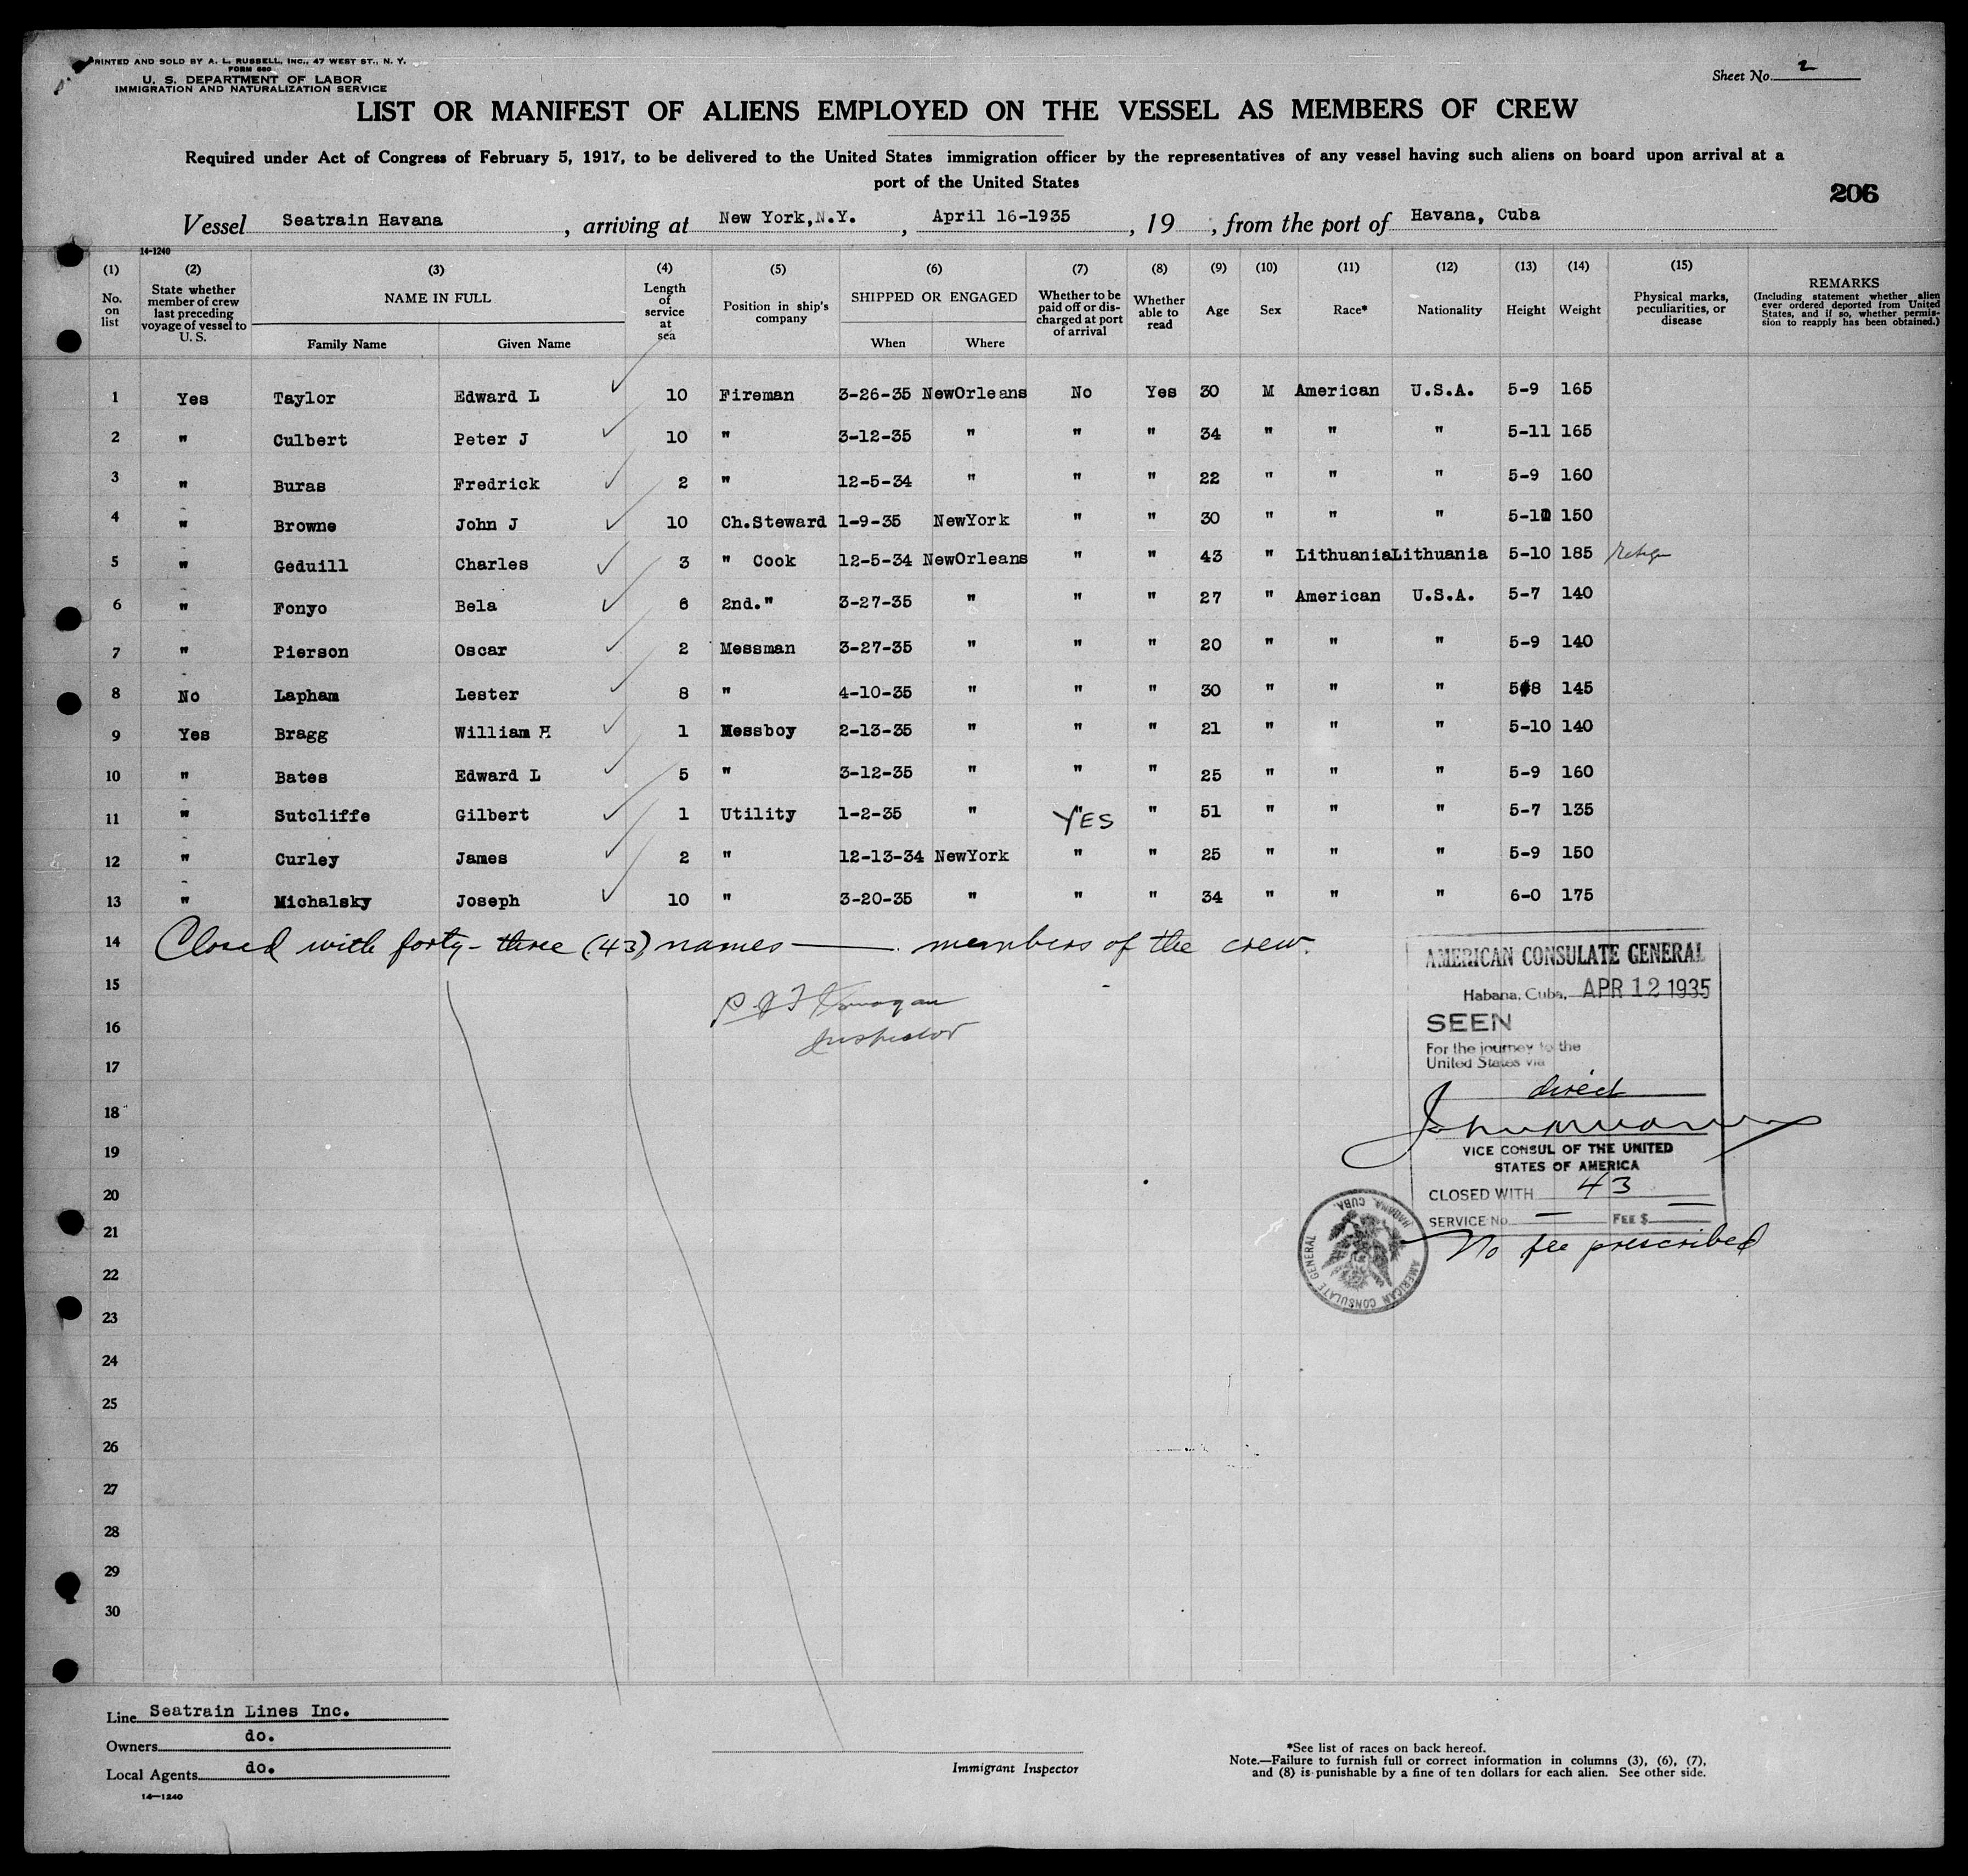 PRINTED AND SOLD BY A. L. RUSSELL, INC., 47 WEST ST., N. Y.
FORM 680
U. S. DEPARTMENT OF LABOR
IMMIGRATION AND NATURALIZATION SERVICE
Sheet No. 2
LIST OR MANIFEST OF ALIENS EMPLOYED ON THE VESSEL AS MEMBERS OF CREW
Required under Act of Congress of February 5, 1917, to be delivered to the United States immigration officer by the representatives of any vessel having such aliens on board upon arrival at a
port of the United States
206
Vessel Seatrain Havana, arriving at New York,N.Y., April 16-1935, 19 , from the port of Havana, Cuba
14-1240
(1) No. on list
(2) State whether member of crew last preceding voyage of vessel to U. S.
(3) NAME IN FULL Family Name Given Name
(4) Length of service at sea
(5) Position in ship's company
(6) SHIPPED OR ENGAGED When Where
(7) Whether to be paid off or discharged at port of arrival
(8) Whether able to read
(9) Age
(10) Sex
(11) Race*
(12) Nationality
(13) Height
(14) Weight
(15) Physical marks, peculiarities, or disease
REMARKS (Including statement whether alien ever ordered deported from United States, and if so, whether permission to reapply has been obtained.)
1 Yes Taylor Edward L 10 Fireman 3-26-35 NewOrleans No Yes 30 M American U.S.A. 5-9 165
2 " Culbert Peter J 10 " 3-12-35 " " " 34 " " " 5-11 165
3 " Buras Fredrick 2 " 12-5-34 " " " 22 " " " 5-9 160
4 " Browne John J 10 Ch.Steward 1-9-35 NewYork " " 30 " " " 150
5 " Geduill Charles 3 " Cook 12-5-34 NewOrleans " " 43 " Lithuania Lithuania 5-10 185
6 " Fonyo Bela 6 2nd." 3-27-35 " " " 27 " American U.S.A. 5-7 140
7 " Pierson Oscar 2 Messman 3-27-35 " " " 20 " " " 5-9 140
8 No Lapham Lester 8 " 4-10-35 " " " 30 " " " 5-8 145
9 Yes Bragg William H 1 Messboy 2-13-35 " " " 21 " " " 5-10 140
10 " Bates Edward L 5 " 3-12-35 " " " 25 " " " 5-9 160
11 " Sutcliffe Gilbert 1 Utility 1-2-35 " YES " 51 " " " 5-7 135
12 " Curley James 2 " 12-13-34 NewYork " " 25 " " " 5-9 150
13 " Michalsky Joseph 10 " 3-20-35 " " " 34 " " " 6-0 175
14 Closed with forty-three (43) names — members of the crew.
15
16 Inspector
17
18
19
20
21
22
23
24
25
26
27
28
29
30
AMERICAN CONSULATE GENERAL
Habana, Cuba, APR 12 1935
SEEN
For the journey to the
United States via
direct
VICE CONSUL OF THE UNITED
STATES OF AMERICA
CLOSED WITH 43
SERVICE No. — FEE $ —
No fee prescribed
AMERICAN CONSULATE GENERAL HABANA, CUBA.
Line Seatrain Lines Inc.
Owners do.
Local Agents do.
14—1240
Immigrant Inspector
*See list of races on back hereof.
Note.—Failure to furnish full or correct information in columns (3), (6), (7),
and (8) is punishable by a fine of ten dollars for each alien. See other side.